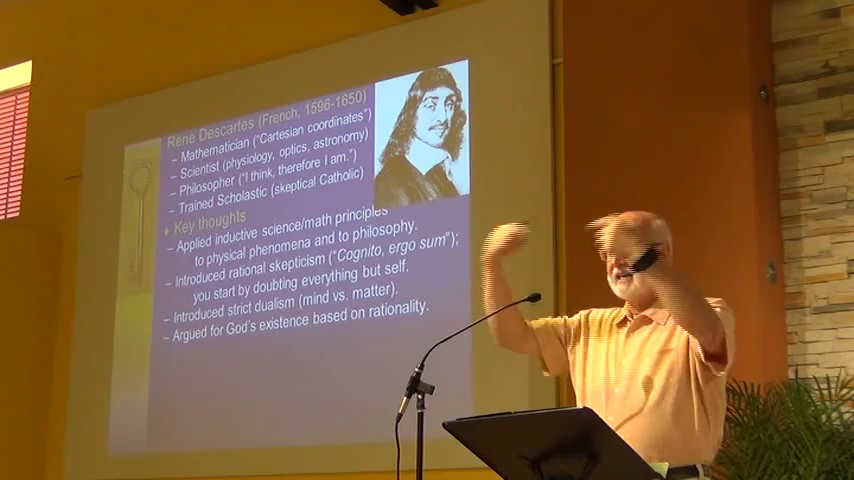 Rene Descartes (French, 1596-1650)
– Mathematician ("Cartesian coordinates")
– Scientist (physiology, optics, astronomy)
– Philosopher ("I think, therefore I am.")
– Trained Scholastic (skeptical Catholic)
♦ Key thoughts
– Applied inductive science/math principles
to physical phenomena and to philosophy.
– Introduced rational skepticism ("Cognito, ergo sum");
you start by doubting everything but self.
– Introduced strict dualism (mind vs. matter).
– Argued for God's existence based on rationality.